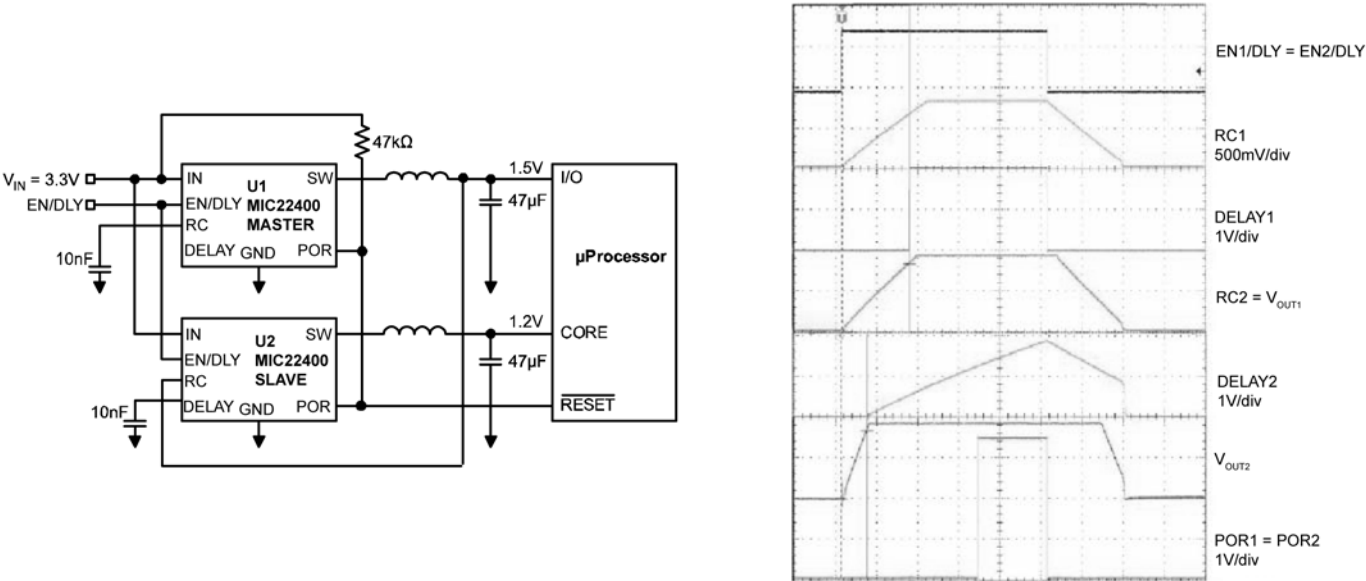 V_IN = 3.3V
EN/DLY
10nF
47kΩ
IN
EN/DLY
RC
DELAY
GND
U1
MIC22400
MASTER
SW
POR
1.5V
47µF
I/O
µProcessor
IN
EN/DLY
RC
DELAY
GND
U2
MIC22400
SLAVE
SW
POR
10nF
1.2V
47µF
CORE
RESET
U
EN1/DLY = EN2/DLY
RC1
500mV/div
DELAY1
1V/div
RC2 = V_OUT1
DELAY2
1V/div
V_OUT2
POR1 = POR2
1V/div